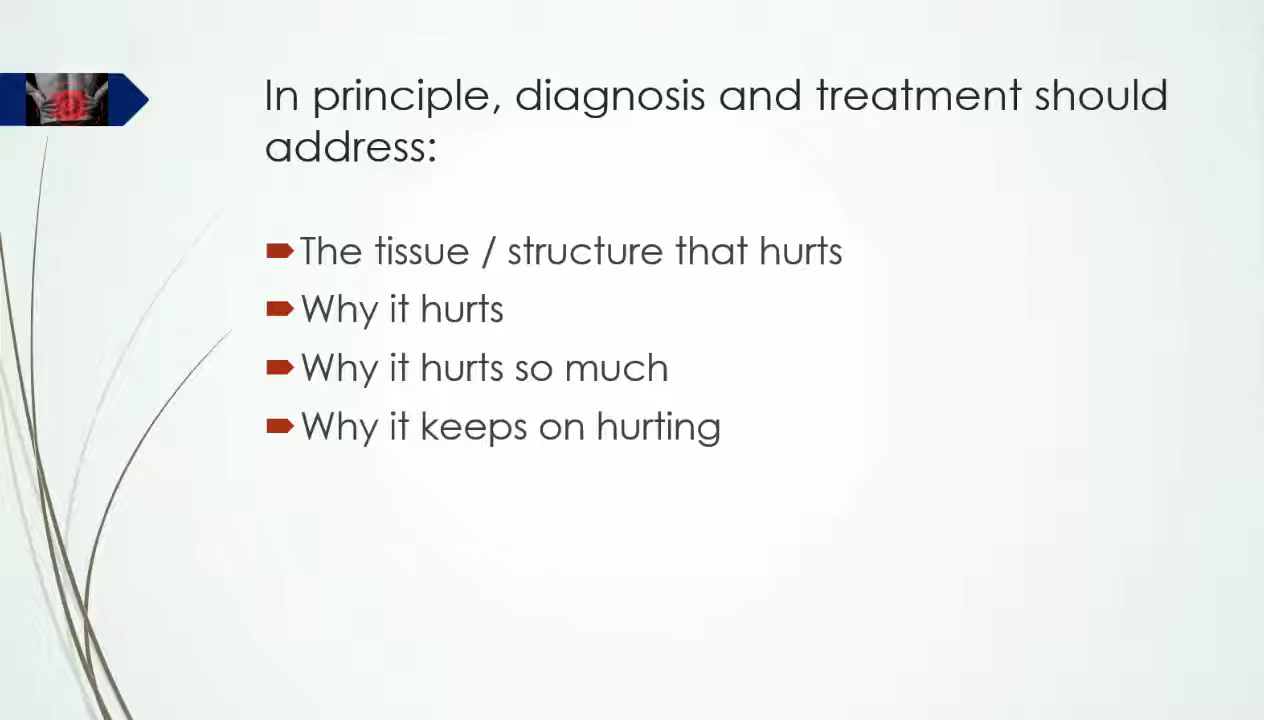 In principle, diagnosis and treatment should
address:
The tissue / structure that hurts
Why it hurts
Why it hurts so much
Why it keeps on hurting